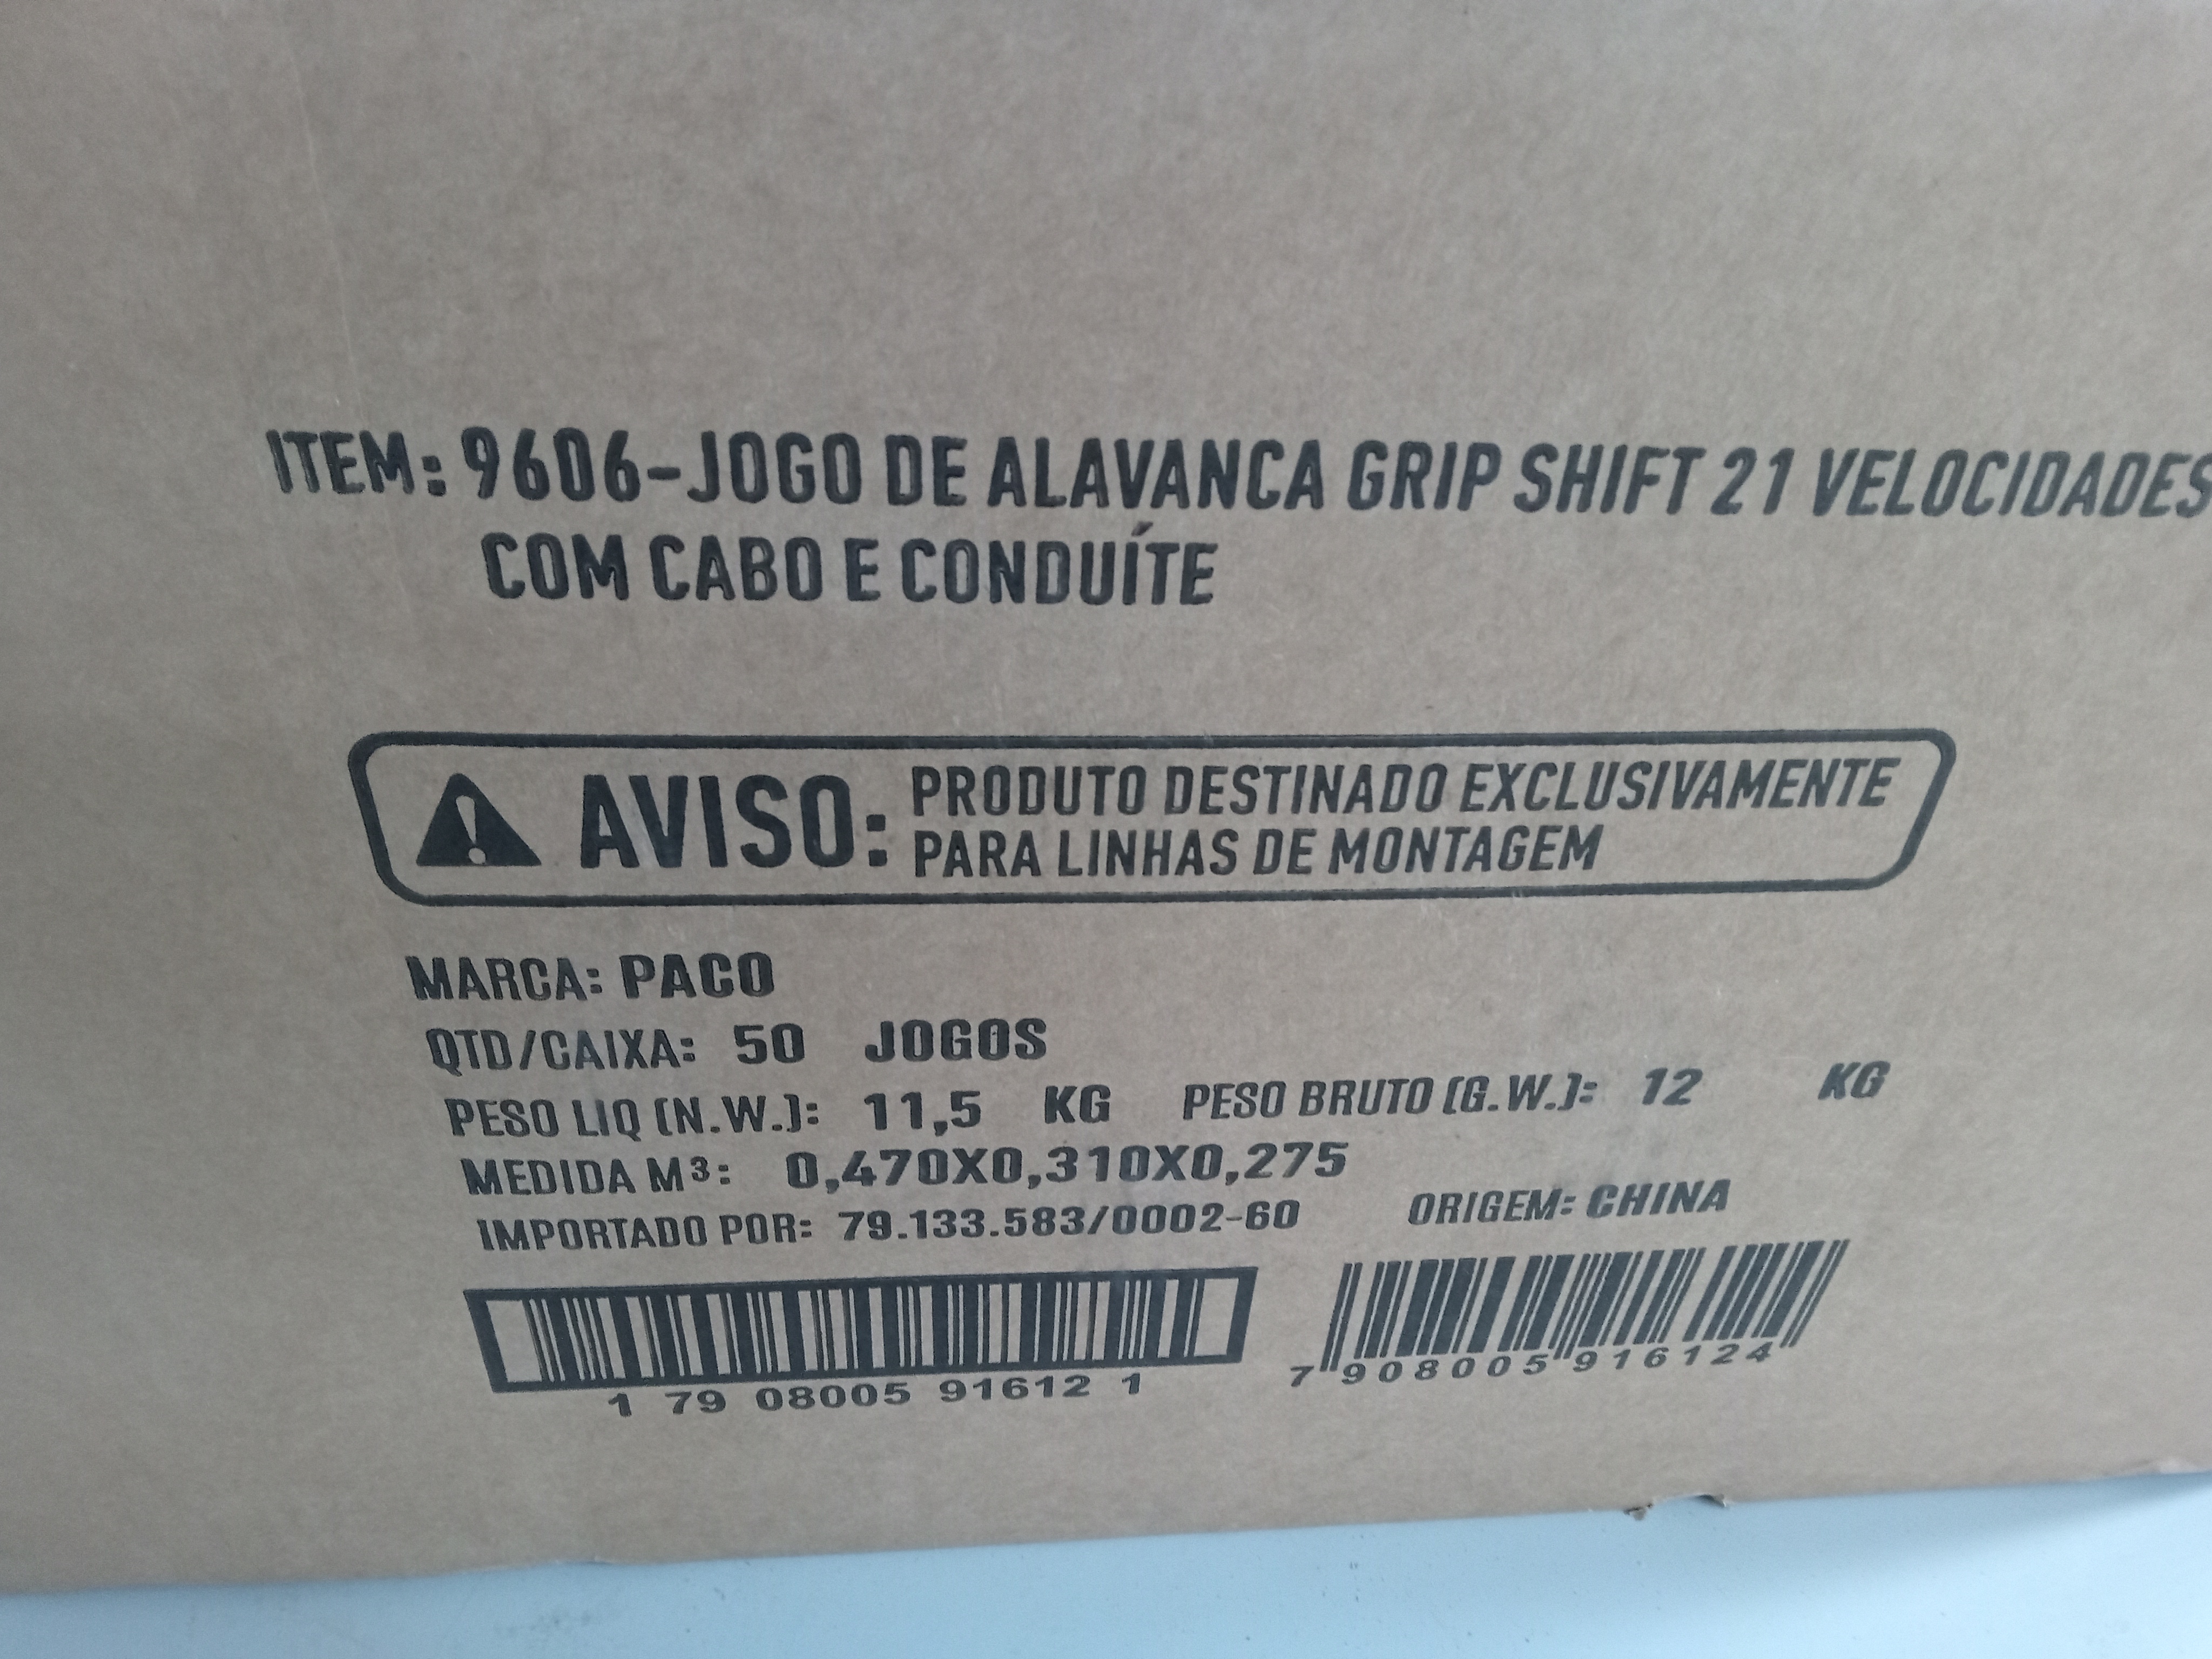 ITEM: 9606-JOGO DE ALAVANCA GRIP SHIFT 21 VELOCIDADES
COM CABO E CONDUÍTE
AVISO: PRODUTO DESTINADO EXCLUSIVAMENTE
PARA LINHAS DE MONTAGEM
MARCA: PACO
QTD/CAIXA: 50 JOGOS
PESO LIQ (N.W.): 11,5 KG PESO BRUTO (G.W.): 12 KG
MEDIDA M³: 0,470X0,310X0,275
IMPORTADO POR: 79.133.583/0002-60 ORIGEM: CHINA
1 79 08005 91612 1
7 908005 916124